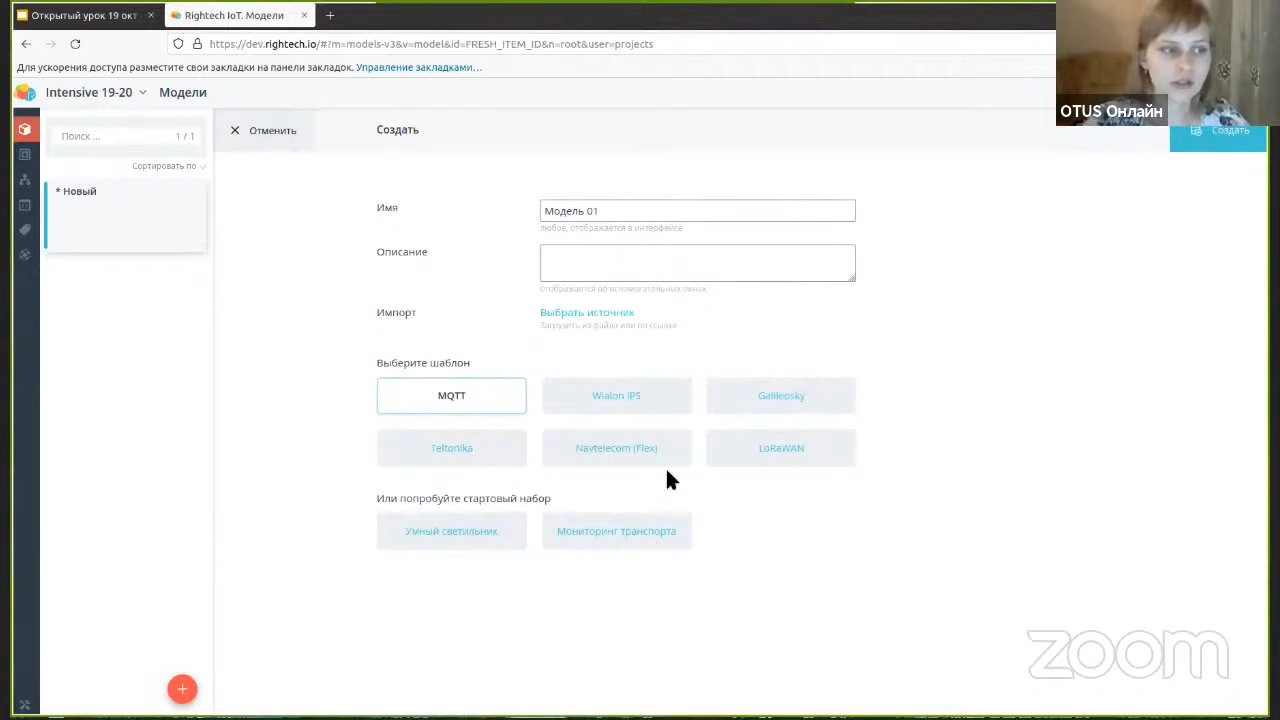 Открытый урок 19 окт
Rightech IoT. Модели
https://dev.rightech.io/#?m=models-v3&v=model&id=FRESH_ITEM_ID&n=root&user=projects
Для ускорения доступа разместите свои закладки на панели закладок. Управление закладками…
Intensive 19-20
Модели
OTUS Онлайн
Поиск ...
1 / 1
Сортировать по
* Новый
Отменить
Создать
Создать
Имя
Модель 01
любое, отображается в интерфейсе
Описание
отображается во вспомогательных окнах
Импорт
Выбрать источник
Загрузить из файла или по ссылке
Выберите шаблон
MQTT
Wialon IPS
Galileosky
Teltonika
Navtelecom (Flex)
LoRaWAN
Или попробуйте стартовый набор
Умный светильник
Мониторинг транспорта
zoom